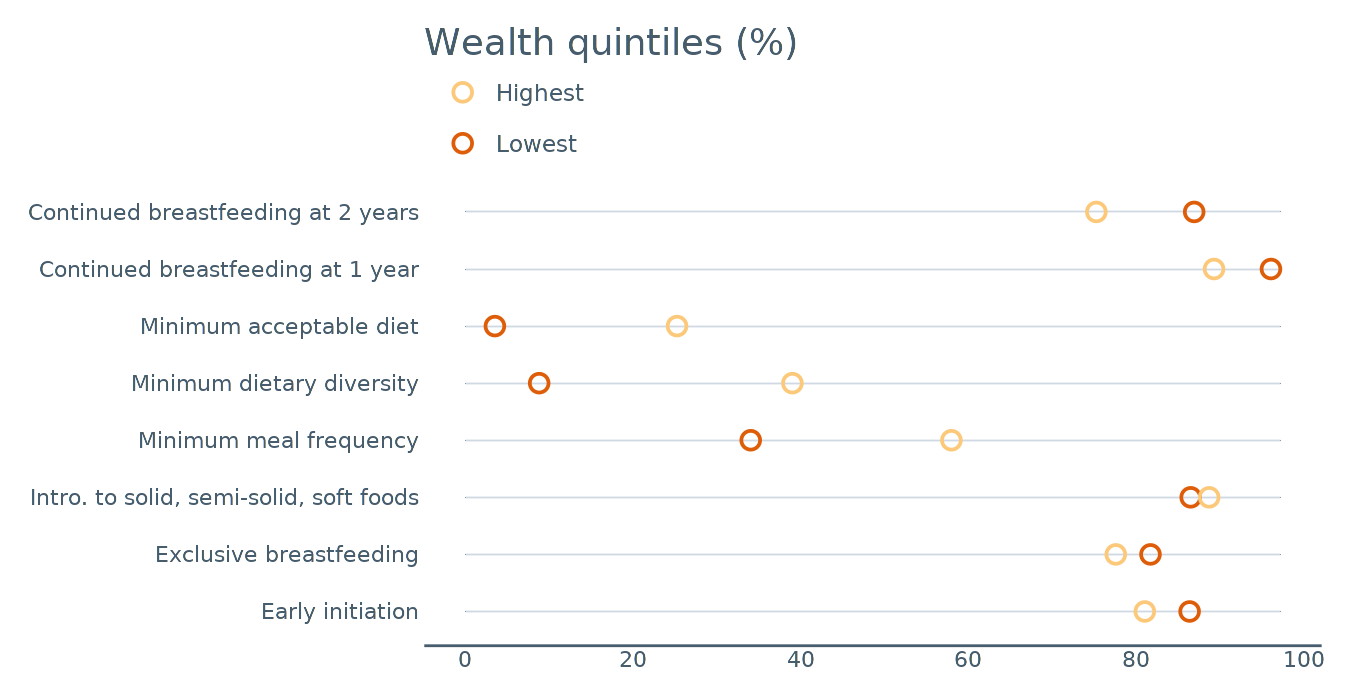 Wealth quintiles (%)
Highest
Lowest
Continued breastfeeding at 2 years
Continued breastfeeding at 1 year
Minimum acceptable diet
Minimum dietary diversity
Minimum meal frequency
Intro. to solid, semi-solid, soft foods
Exclusive breastfeeding
Early initiation
0 20 40 60 80 100